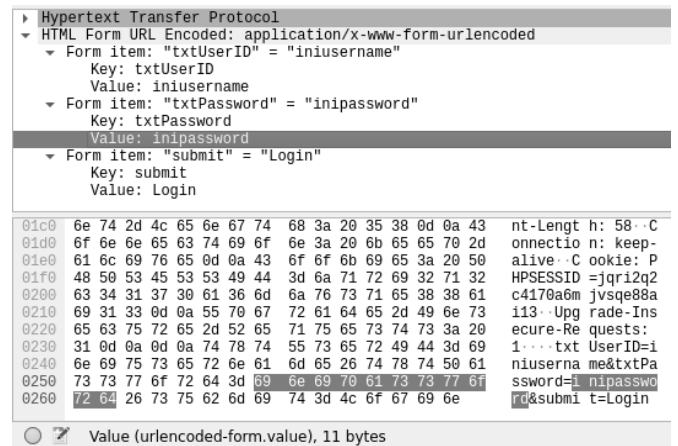 Hypertext Transfer Protocol
HTML Form URL Encoded: application/x-www-form-urlencoded
Form item: "txtUserID" = "iniusername"
Key: txtUserID
Value: iniusername
Form item: "txtPassword" = "inipassword"
Key: txtPassword
Value: inipassword
Form item: "submit" = "Login"
Key: submit
Value: Login
01c0 6e 74 2d 4c 65 6e 67 74 68 3a 20 35 38 0d 0a 43 nt-Lengt h: 58··C
01d0 6f 6e 6e 65 63 74 69 6f 6e 3a 20 6b 65 65 70 2d onnectio n: keep-
01e0 61 6c 69 76 65 0d 0a 43 6f 6f 6b 69 65 3a 20 50 alive··C ookie: P
01f0 48 50 53 45 53 53 49 44 3d 6a 71 72 69 32 71 32 HPSESSID =jqri2q2
0200 63 34 31 37 30 61 36 6d 6a 76 73 71 65 38 38 61 c4170a6m jvsqe88a
0210 69 31 33 0d 0a 55 70 67 72 61 64 65 2d 49 6e 73 i13··Upg rade-Ins
0220 65 63 75 72 65 2d 52 65 71 75 65 73 74 73 3a 20 ecure-Re quests:
0230 31 0d 0a 0d 0a 74 78 74 55 73 65 72 49 44 3d 69 1····txt UserID=i
0240 6e 69 75 73 65 72 6e 61 6d 65 26 74 78 74 50 61 niuserna me&txtPa
0250 73 73 77 6f 72 64 3d 69 6e 69 70 61 73 73 77 6f ssword=i nipasswo
0260 72 64 26 73 75 62 6d 69 74 3d 4c 6f 67 69 6e rd&submi t=Login
Value (urlencoded-form.value), 11 bytes